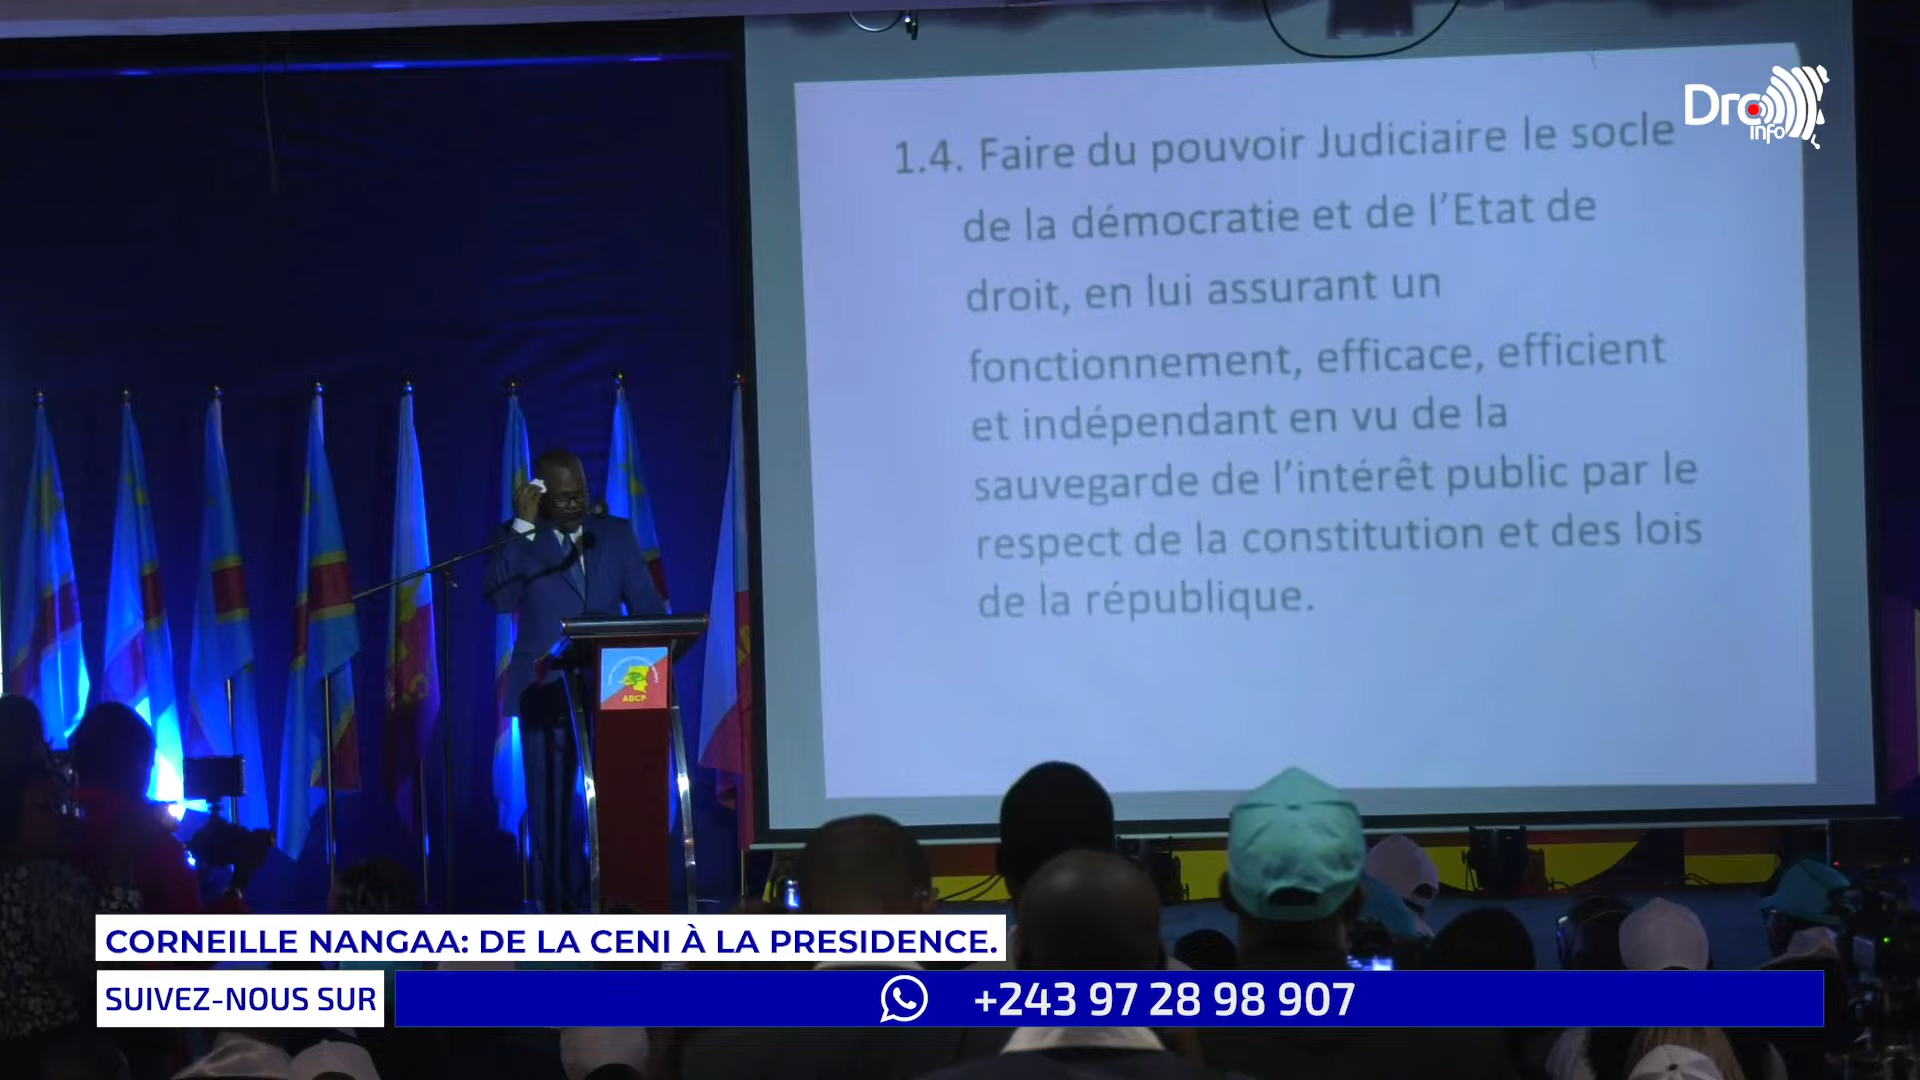 Drc
info
1.4. Faire du pouvoir Judiciaire le socle
de la démocratie et de l'Etat de
droit, en lui assurant un
fonctionnement, efficace, efficient
et indépendant en vu de la
sauvegarde de l'intérêt public par le
respect de la constitution et des lois
de la république.
ADCP
CORNEILLE NANGAA: DE LA CENI À LA PRESIDENCE.
SUIVEZ-NOUS SUR
+243 97 28 98 907